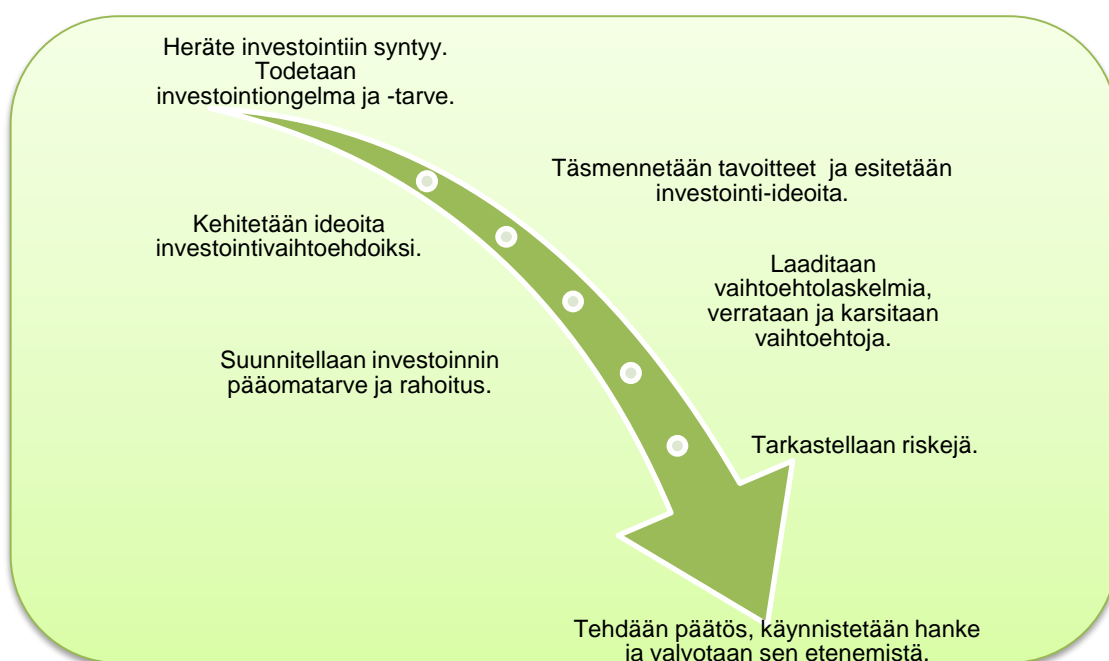 Heräte investointiin syntyy.
Todetaan
investointiongelma ja -tarve.
Täsmennetään tavoitteet ja esitetään
investointi-ideoita.
Kehitetään ideoita
investointivaihtoehdoiksi.
Laaditaan
vaihtoehtolaskelmia,
verrataan ja karsitaan
vaihtoehtoja.
Suunnitellaan investoinnin
pääomatarve ja rahoitus.
Tarkastellaan riskejä.
Tehdään päätös, käynnistetään hanke
ja valvotaan sen etenemistä.